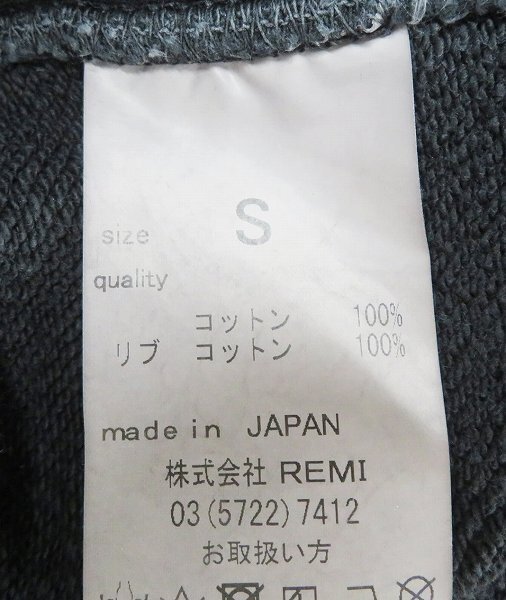 size S
quality
コットン 100%
リブ コットン 100%
made in JAPAN
株式会社 REMI
03(5722)7412
お取扱い方